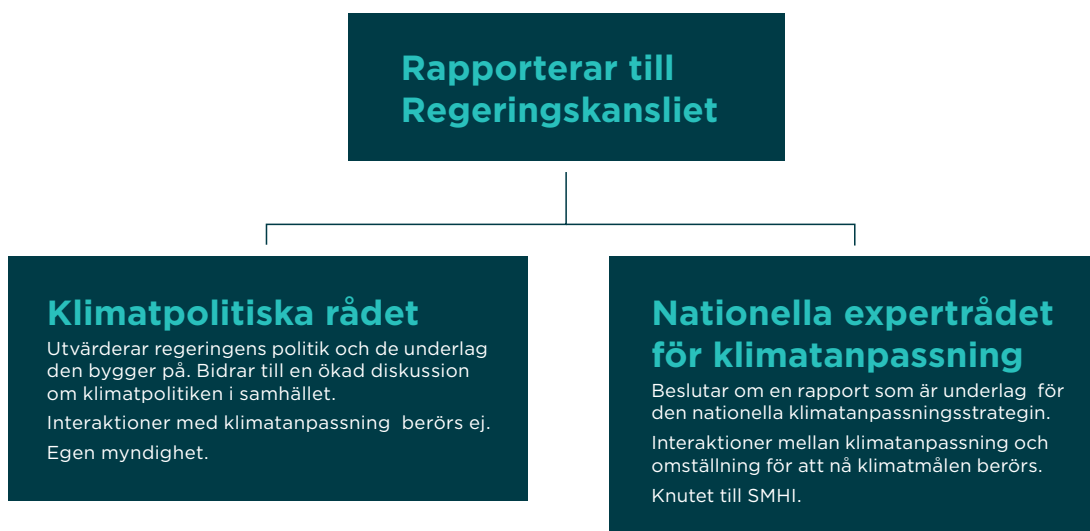 Rapporterar till
Regeringskansliet
Klimatpolitiska rådet
Utvärderar regeringens politik och de underlag
den bygger på. Bidrar till en ökad diskussion
om klimatpolitiken i samhället.
Interaktioner med klimatanpassning berörs ej.
Egen myndighet.
Nationella expertrådet
för klimatanpassning
Beslutar om en rapport som är underlag för
den nationella klimatanpassningsstrategin.
Interaktioner mellan klimatanpassning och
omställning för att nå klimatmålen berörs.
Knutet till SMHI.